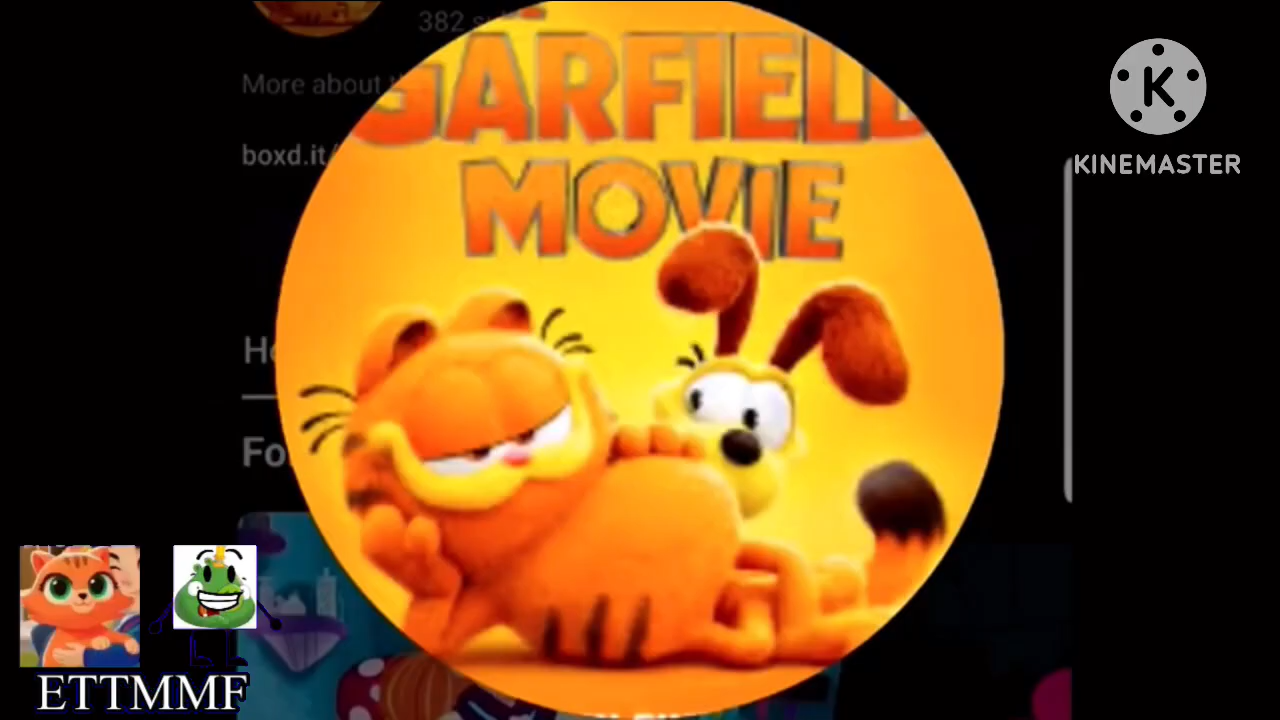 382
More about
GARFIELD
MOVIE
boxd.it/
K
KINEMASTER
ETTMMF